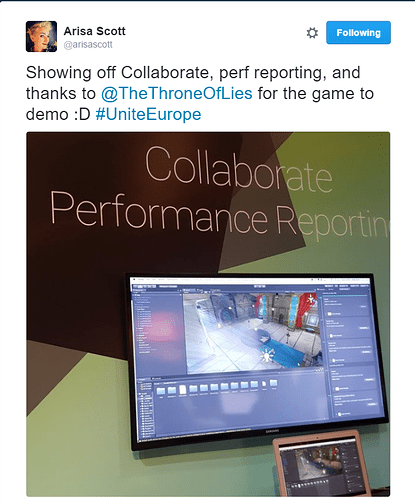 Arisa Scott
@arisascott
Following
Showing off Collaborate, perf reporting, and
thanks to @TheThroneOfLies for the game to
demo :D #UniteEurope
Collaborate
Performance Reportin
SAMSUNG